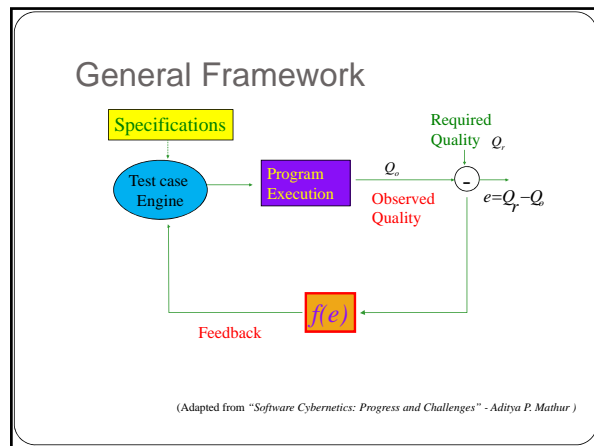 General Framework
Specifications
Required
Quality Qr
Test case
Engine
Program
Execution
Qo
-
Observed
Quality
e=Qr−Qo
f(e)
Feedback
(Adapted from “Software Cybernetics: Progress and Challenges” - Aditya P. Mathur )